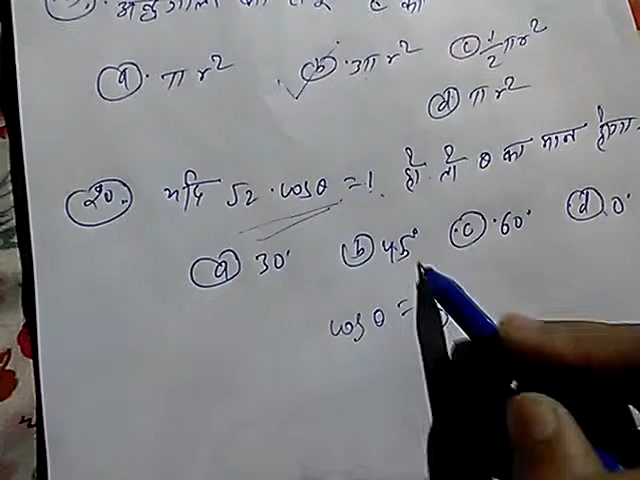 (a). πr² (b). 3πr² (c) 1/2 πr²
(d) πr²
(20). यदि √2 . cosθ = 1. हो तो θ का मान होगा.
(a) 30° (b) 45° (c). 60° (d). 0°
cosθ =